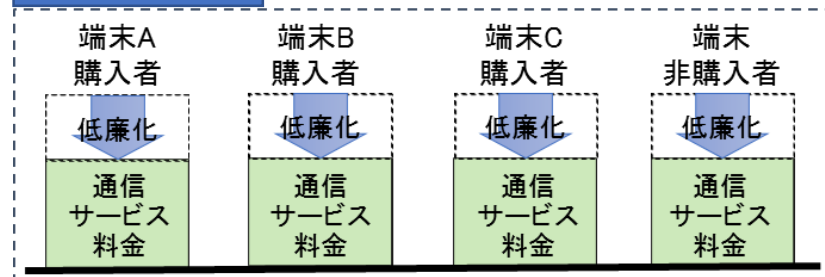 端末A
購入者
端末B
購入者
端末C
購入者
端末
非購入者
低廉化
低廉化
低廉化
低廉化
通信
サービス
料金
通信
サービス
料金
通信
サービス
料金
通信
サービス
料金